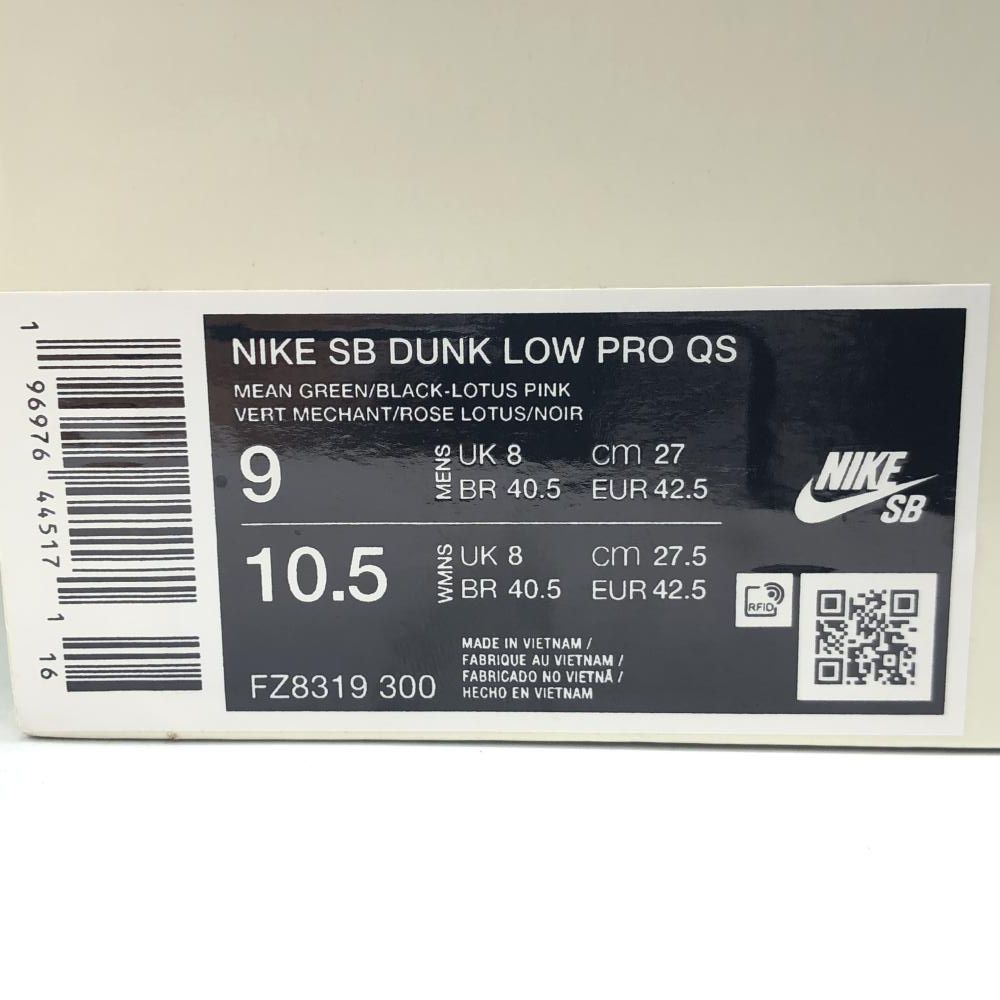 NIKE SB DUNK LOW PRO QS
MEAN GREEN/BLACK-LOTUS PINK
VERT MECHANT/ROSE LOTUS/NOIR
9
MENS
UK 8 cm 27
BR 40.5 EUR 42.5
10.5
WMNS
UK 8 cm 27.5
BR 40.5 EUR 42.5
NIKE
SB
RFID
FZ8319 300
MADE IN VIETNAM /
FABRIQUE AU VIETNAM /
FABRICADO NO VIETNÃ /
HECHO EN VIETNAM
1 96976 44517 1 16